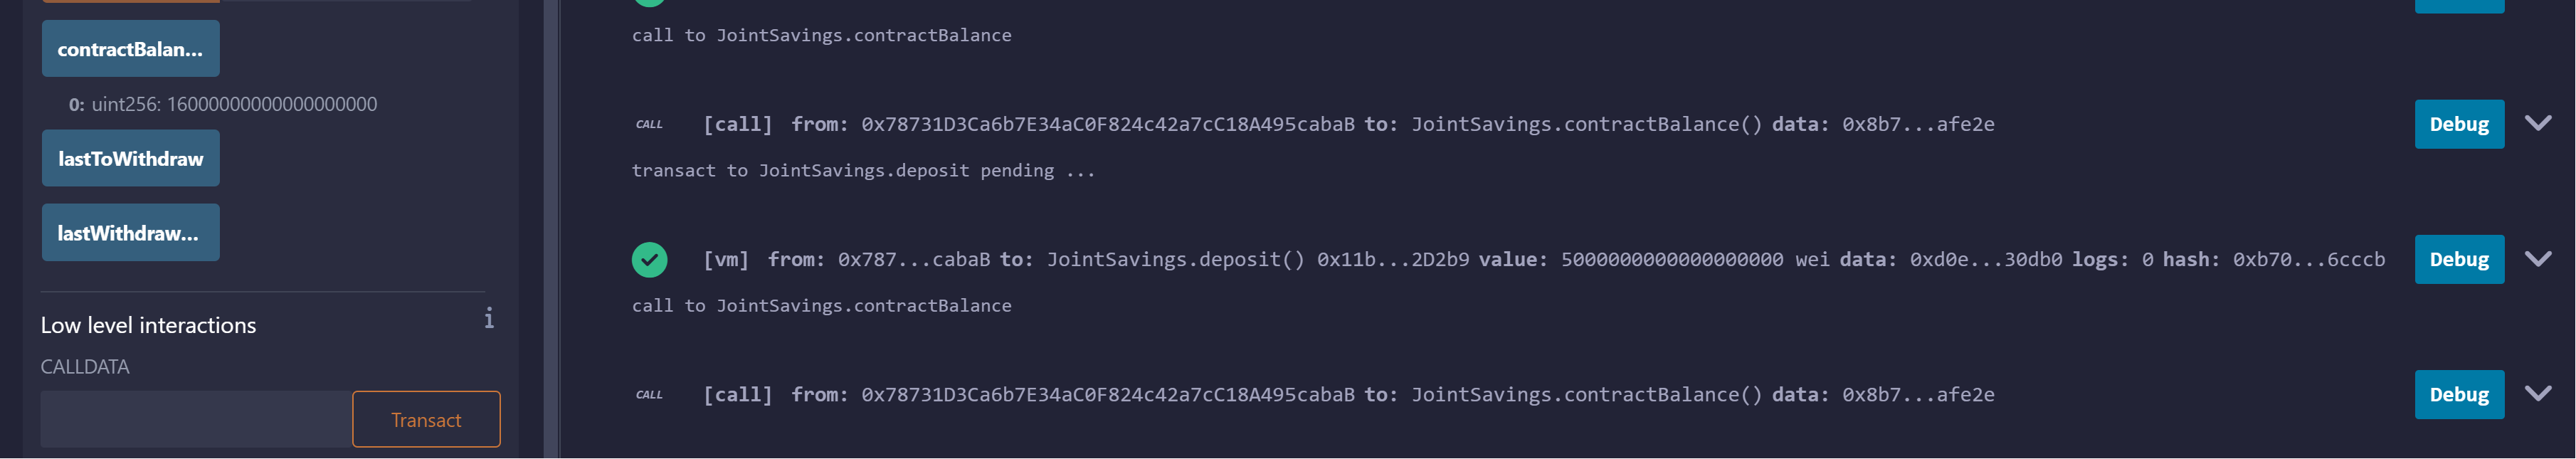 contractBalan...
0: uint256: 16000000000000000000
lastToWithdraw
lastWithdraw...
Low level interactions
i
CALLDATA
Transact
call to JointSavings.contractBalance
CALL [call] from: 0x78731D3Ca6b7E34aC0F824c42a7cC18A495cabaB to: JointSavings.contractBalance() data: 0x8b7...afe2e Debug
transact to JointSavings.deposit pending ...
[vm] from: 0x787...cabaB to: JointSavings.deposit() 0x11b...2D2b9 value: 5000000000000000000 wei data: 0xd0e...30db0 logs: 0 hash: 0xb70...6cccb Debug
call to JointSavings.contractBalance
CALL [call] from: 0x78731D3Ca6b7E34aC0F824c42a7cC18A495cabaB to: JointSavings.contractBalance() data: 0x8b7...afe2e Debug